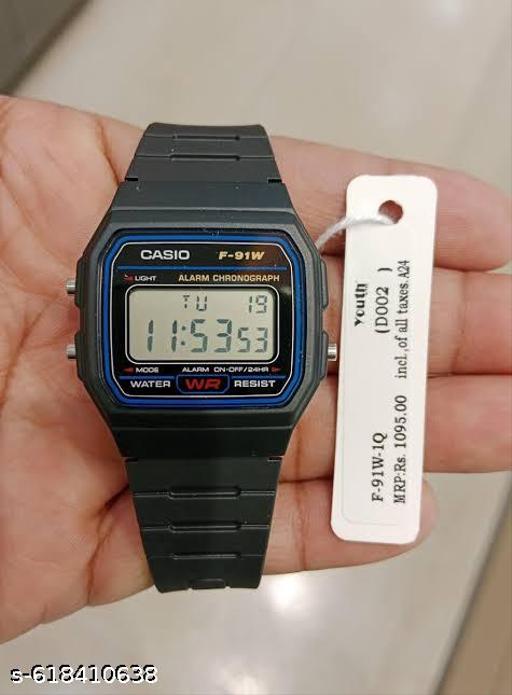 CASIO F-91W
LIGHT ALARM CHRONOGRAPH
TU 19
11:53 53
MODE ALARM ON-OFF/24HR
WATER WR RESIST
youth
(D002 )
F-91W-1Q
MRP:Rs. 1095.00 incl.,of all taxes.A24
s-618410638